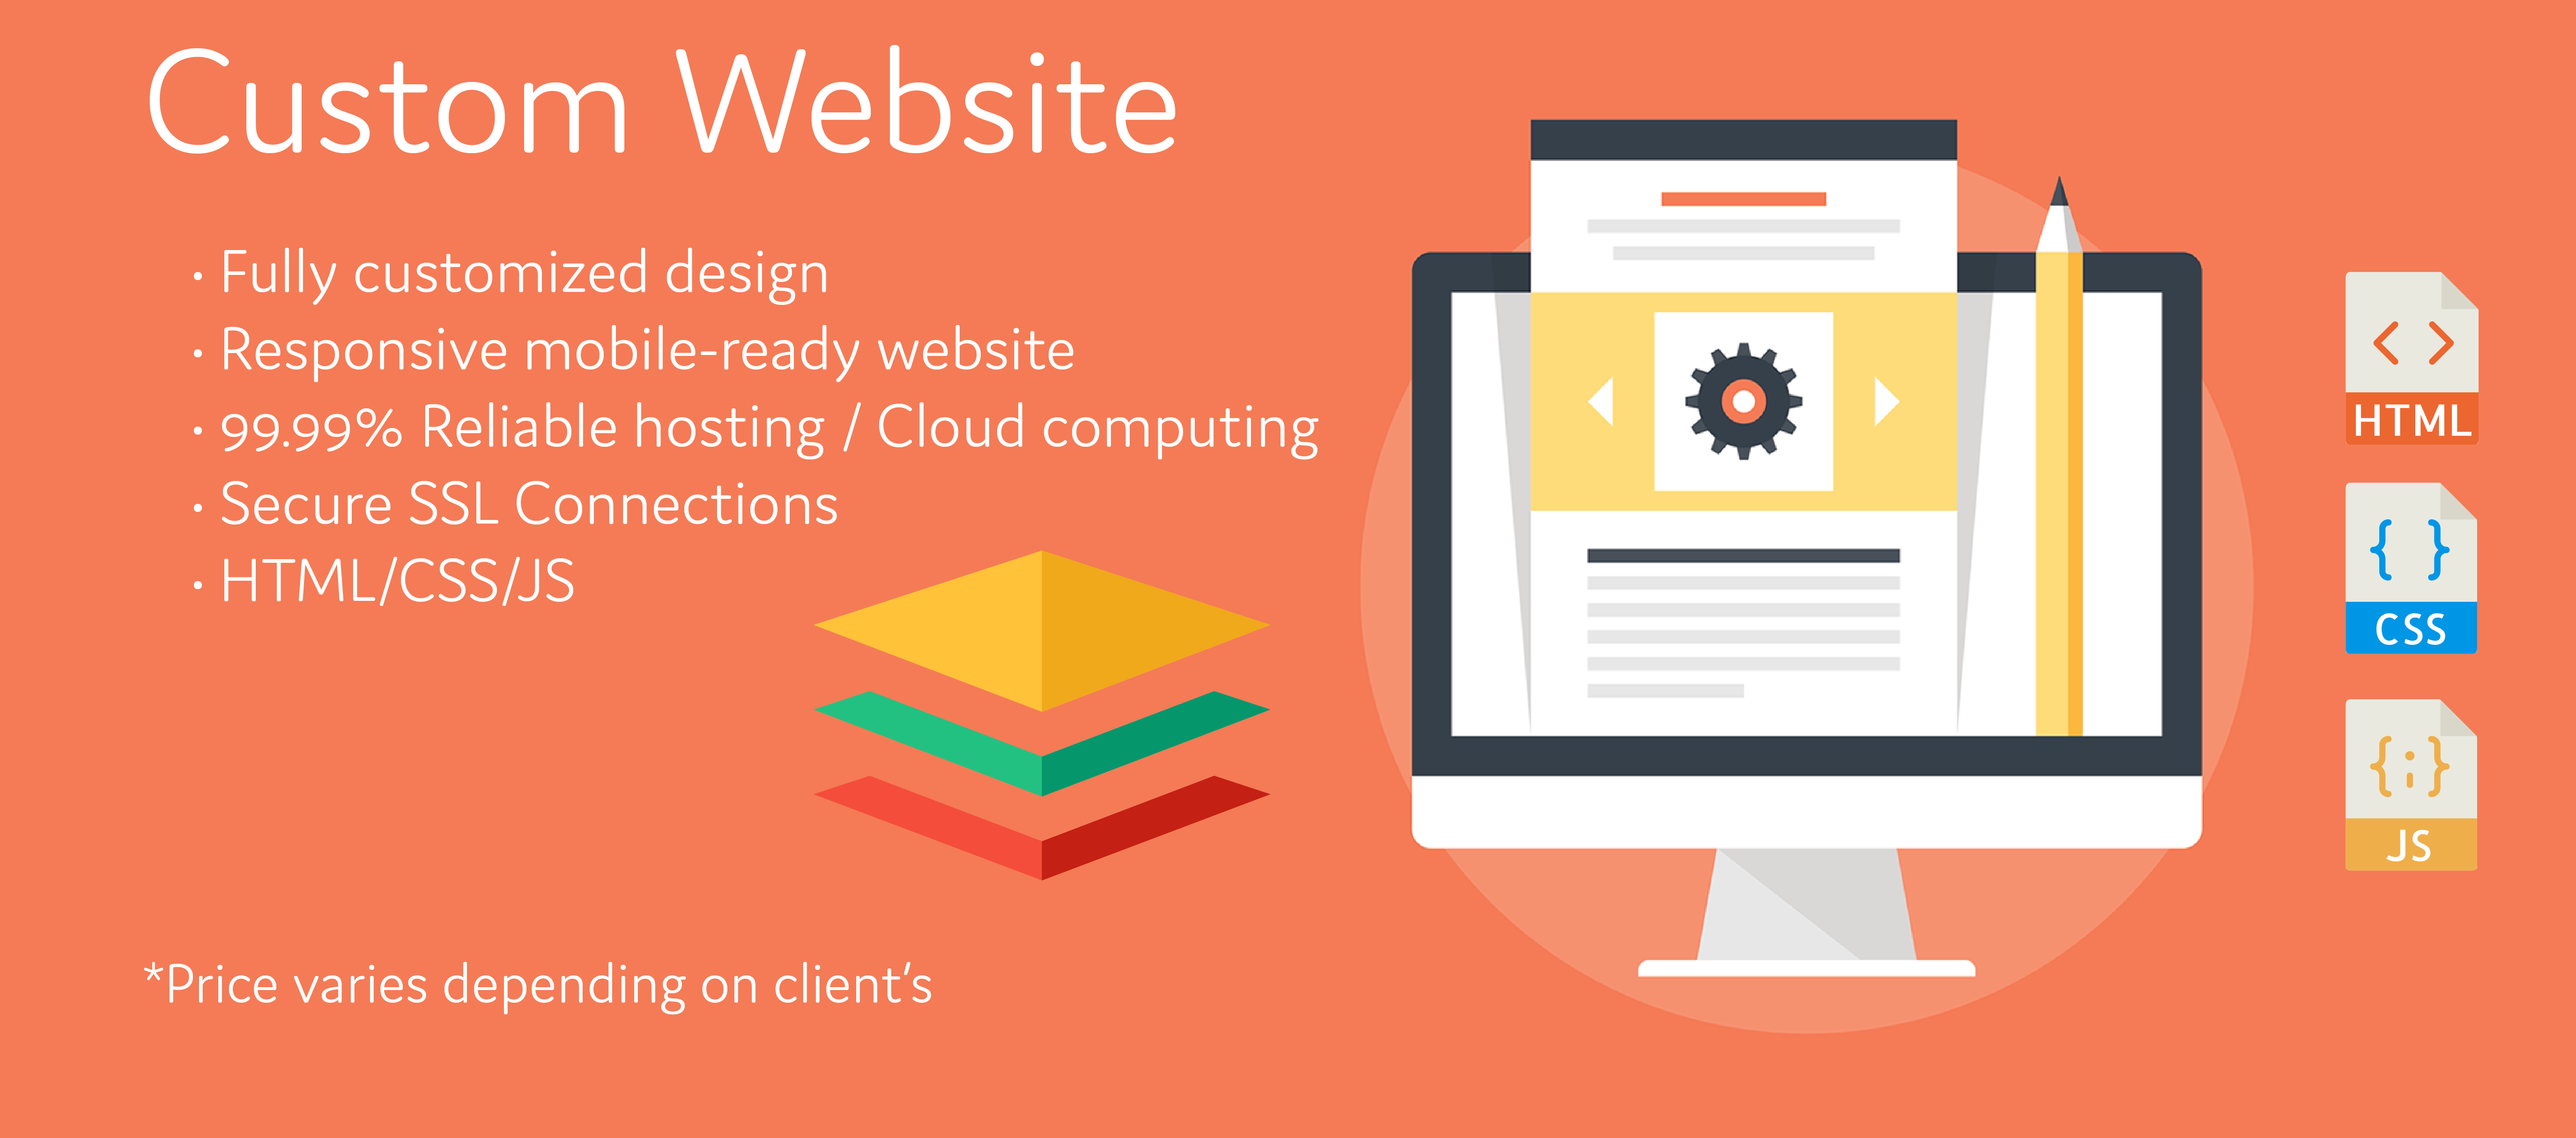 Custom Website
· Fully customized design
· Responsive mobile-ready website
· 99.99% Reliable hosting / Cloud computing
· Secure SSL Connections
· HTML/CSS/JS
*Price varies depending on client’s
< >
HTML
{ }
CSS
{;}
JS